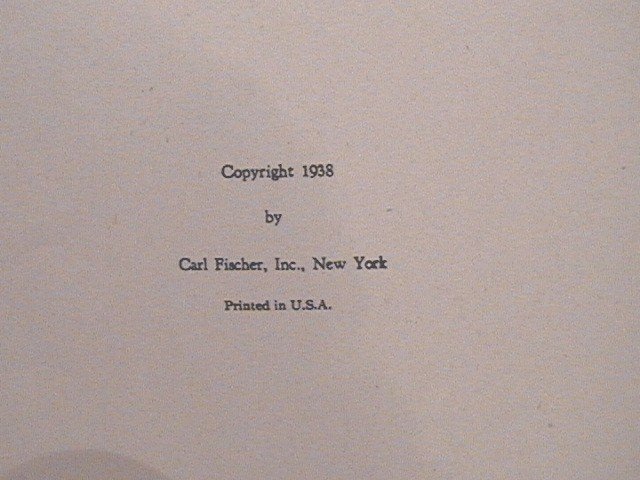 Copyright 1938
by
Carl Fischer, Inc., New York
Printed in U.S.A.